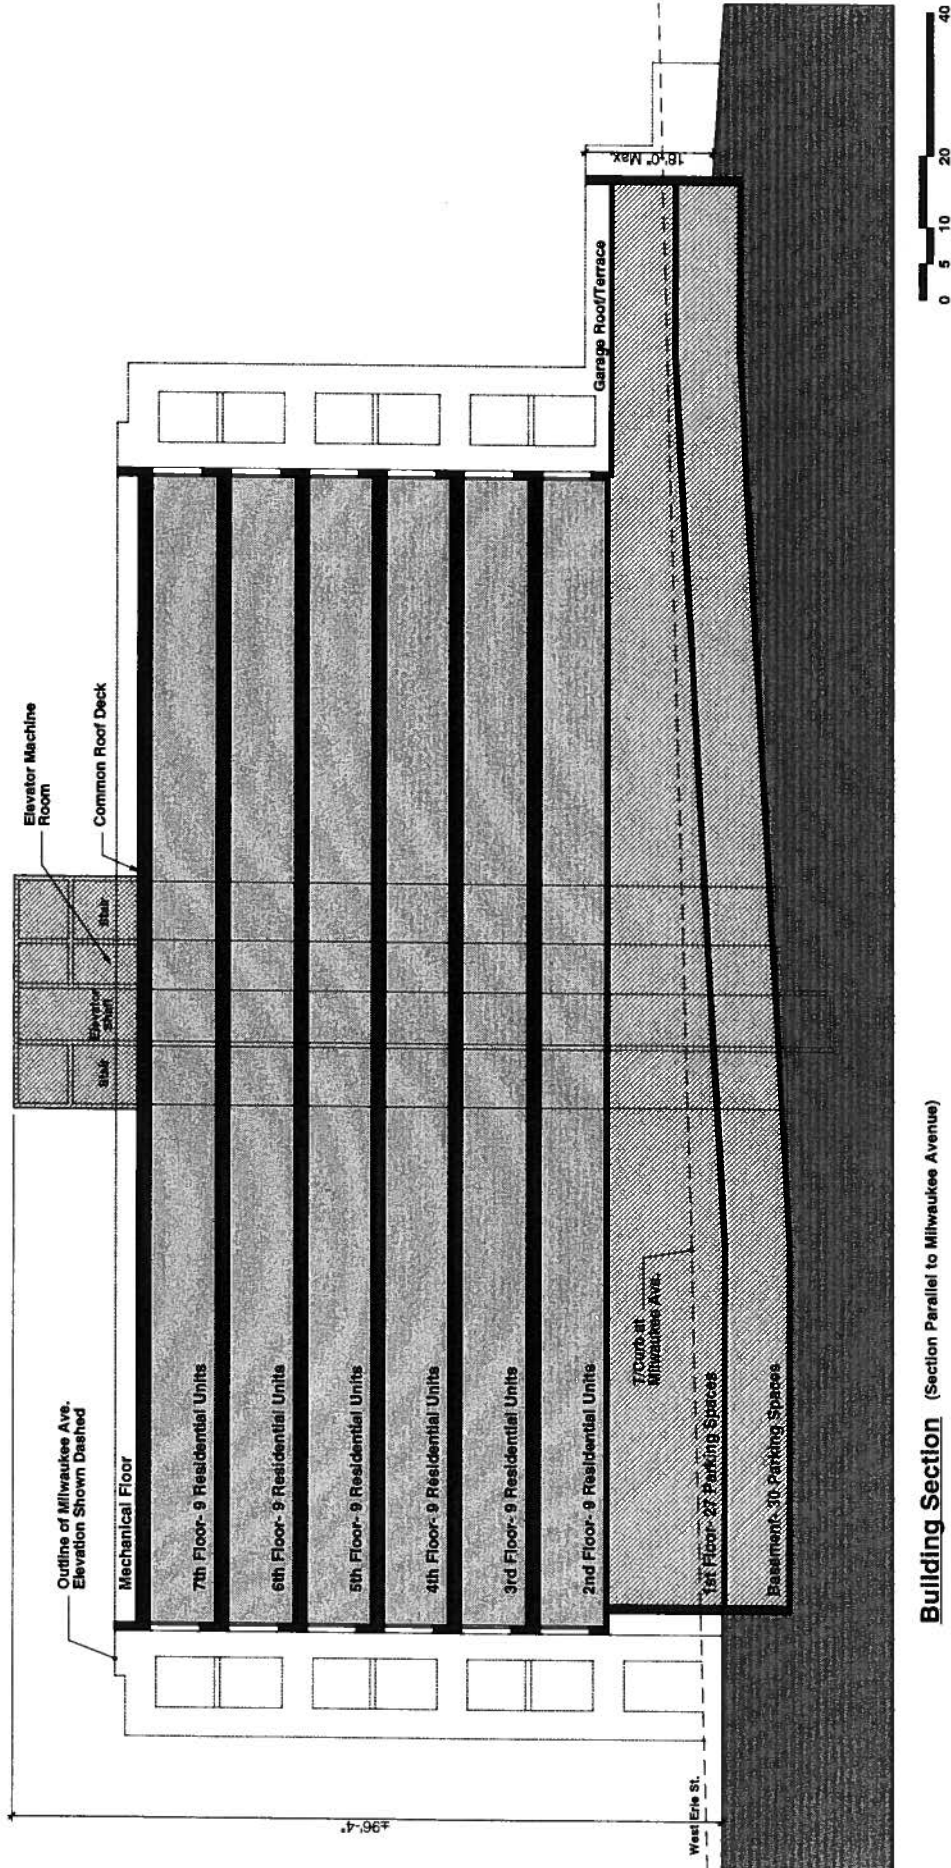 Outline of Milwaukee Ave.
Elevation Shown Dashed
Elevator Machine
Room
Common Roof Deck
Stair
Elevator
Shaft
Stair
Mechanical Floor
7th Floor- 9 Residential Units
6th Floor- 9 Residential Units
5th Floor- 9 Residential Units
4th Floor- 9 Residential Units
3rd Floor- 9 Residential Units
2nd Floor- 9 Residential Units
Garage Roof/Terrace
18'-0" Max.
±96'-4"
T/Curb at
Milwaukee Ave.
West Erie St.
1st Floor- 27 Parking Spaces
Basement- 30 Parking Spaces
Building Section (Section Parallel to Milwaukee Avenue)
0 5 10 20 40